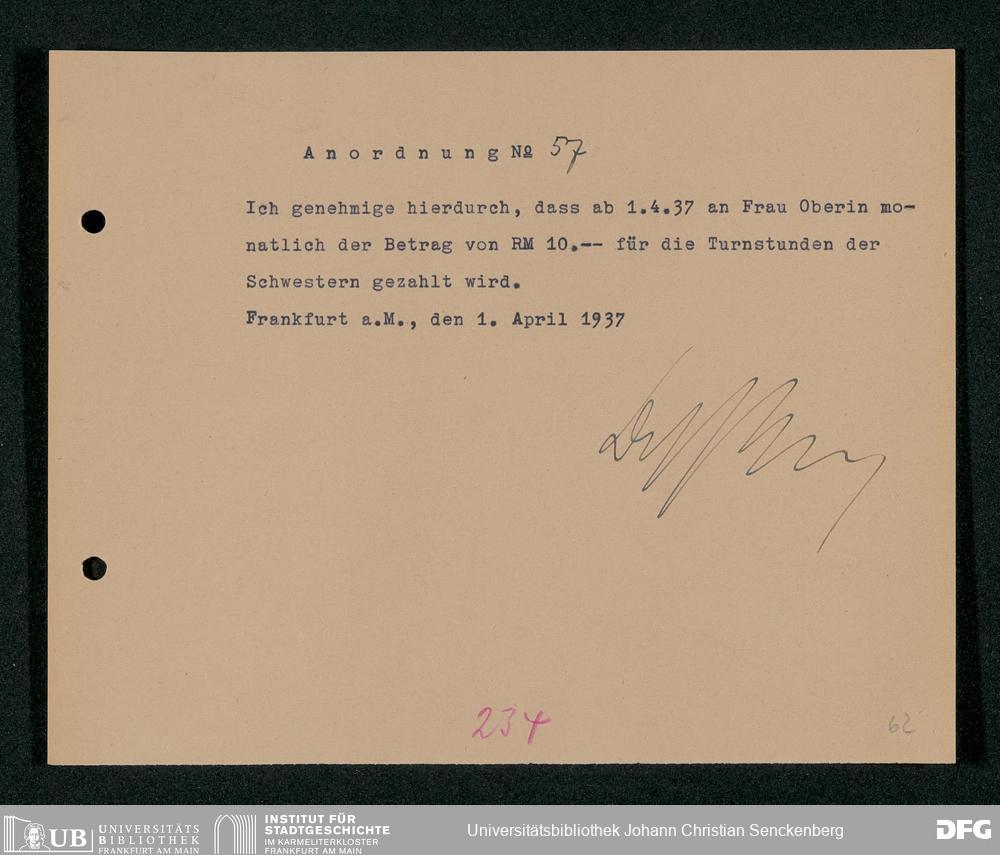 Anordnung № 57
Ich genehmige hierdurch, dass ab 1.4.37 an Frau Oberin mo-
natlich der Betrag von RM 10.-- für die Turnstunden der
Schwestern gezahlt wird.
Frankfurt a.M., den 1. April 1937
234
62
UB UNIVERSITÄTS
BIBLIOTHEK
FRANKFURT AM MAIN
INSTITUT FÜR
STADTGESCHICHTE
IM KARMELITERKLOSTER
FRANKFURT AM MAIN
Universitätsbibliothek Johann Christian Senckenberg
DFG